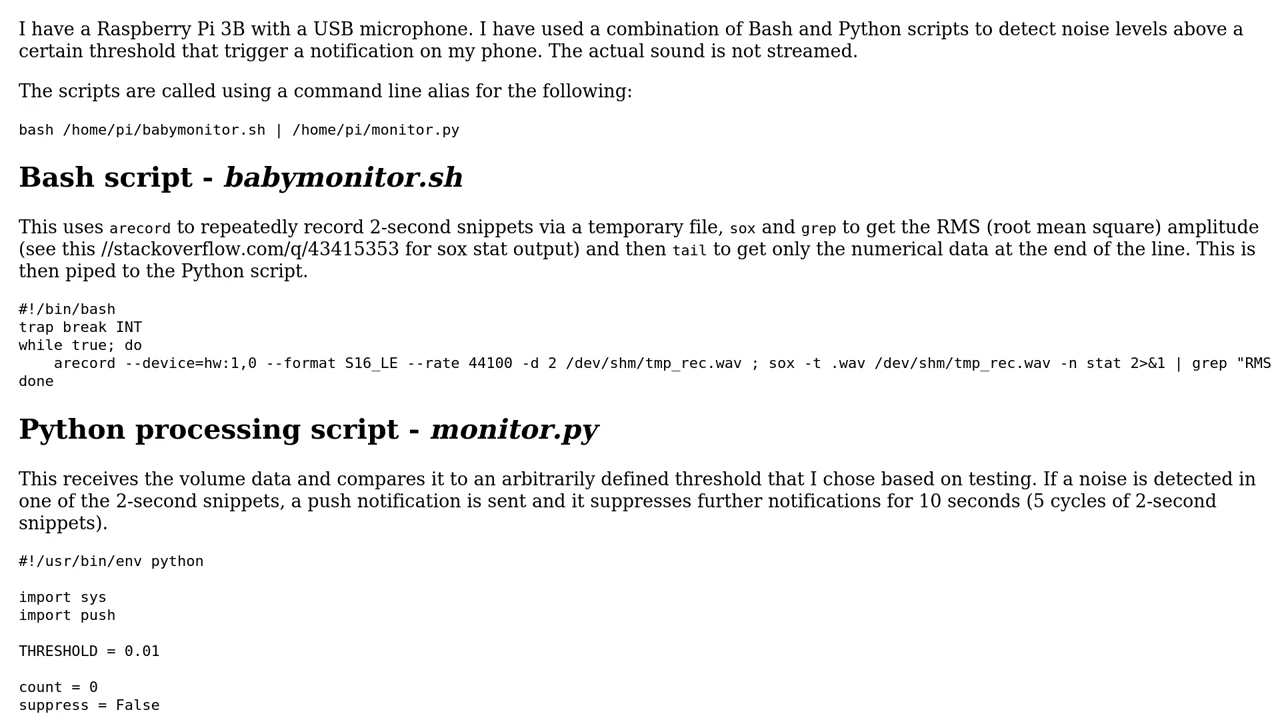 I have a Raspberry Pi 3B with a USB microphone. I have used a combination of Bash and Python scripts to detect noise levels above a
certain threshold that trigger a notification on my phone. The actual sound is not streamed.
The scripts are called using a command line alias for the following:
bash /home/pi/babymonitor.sh | /home/pi/monitor.py
Bash script - babymonitor.sh
This uses arecord to repeatedly record 2-second snippets via a temporary file, sox and grep to get the RMS (root mean square) amplitude
(see this //stackoverflow.com/q/43415353 for sox stat output) and then tail to get only the numerical data at the end of the line. This is
then piped to the Python script.
#!/bin/bash
trap break INT
while true; do
    arecord --device=hw:1,0 --format S16_LE --rate 44100 -d 2 /dev/shm/tmp_rec.wav ; sox -t .wav /dev/shm/tmp_rec.wav -n stat 2>&1 | grep "RMS
done
Python processing script - monitor.py
This receives the volume data and compares it to an arbitrarily defined threshold that I chose based on testing. If a noise is detected in
one of the 2-second snippets, a push notification is sent and it suppresses further notifications for 10 seconds (5 cycles of 2-second
snippets).
#!/usr/bin/env python
import sys
import push
THRESHOLD = 0.01
count = 0
suppress = False